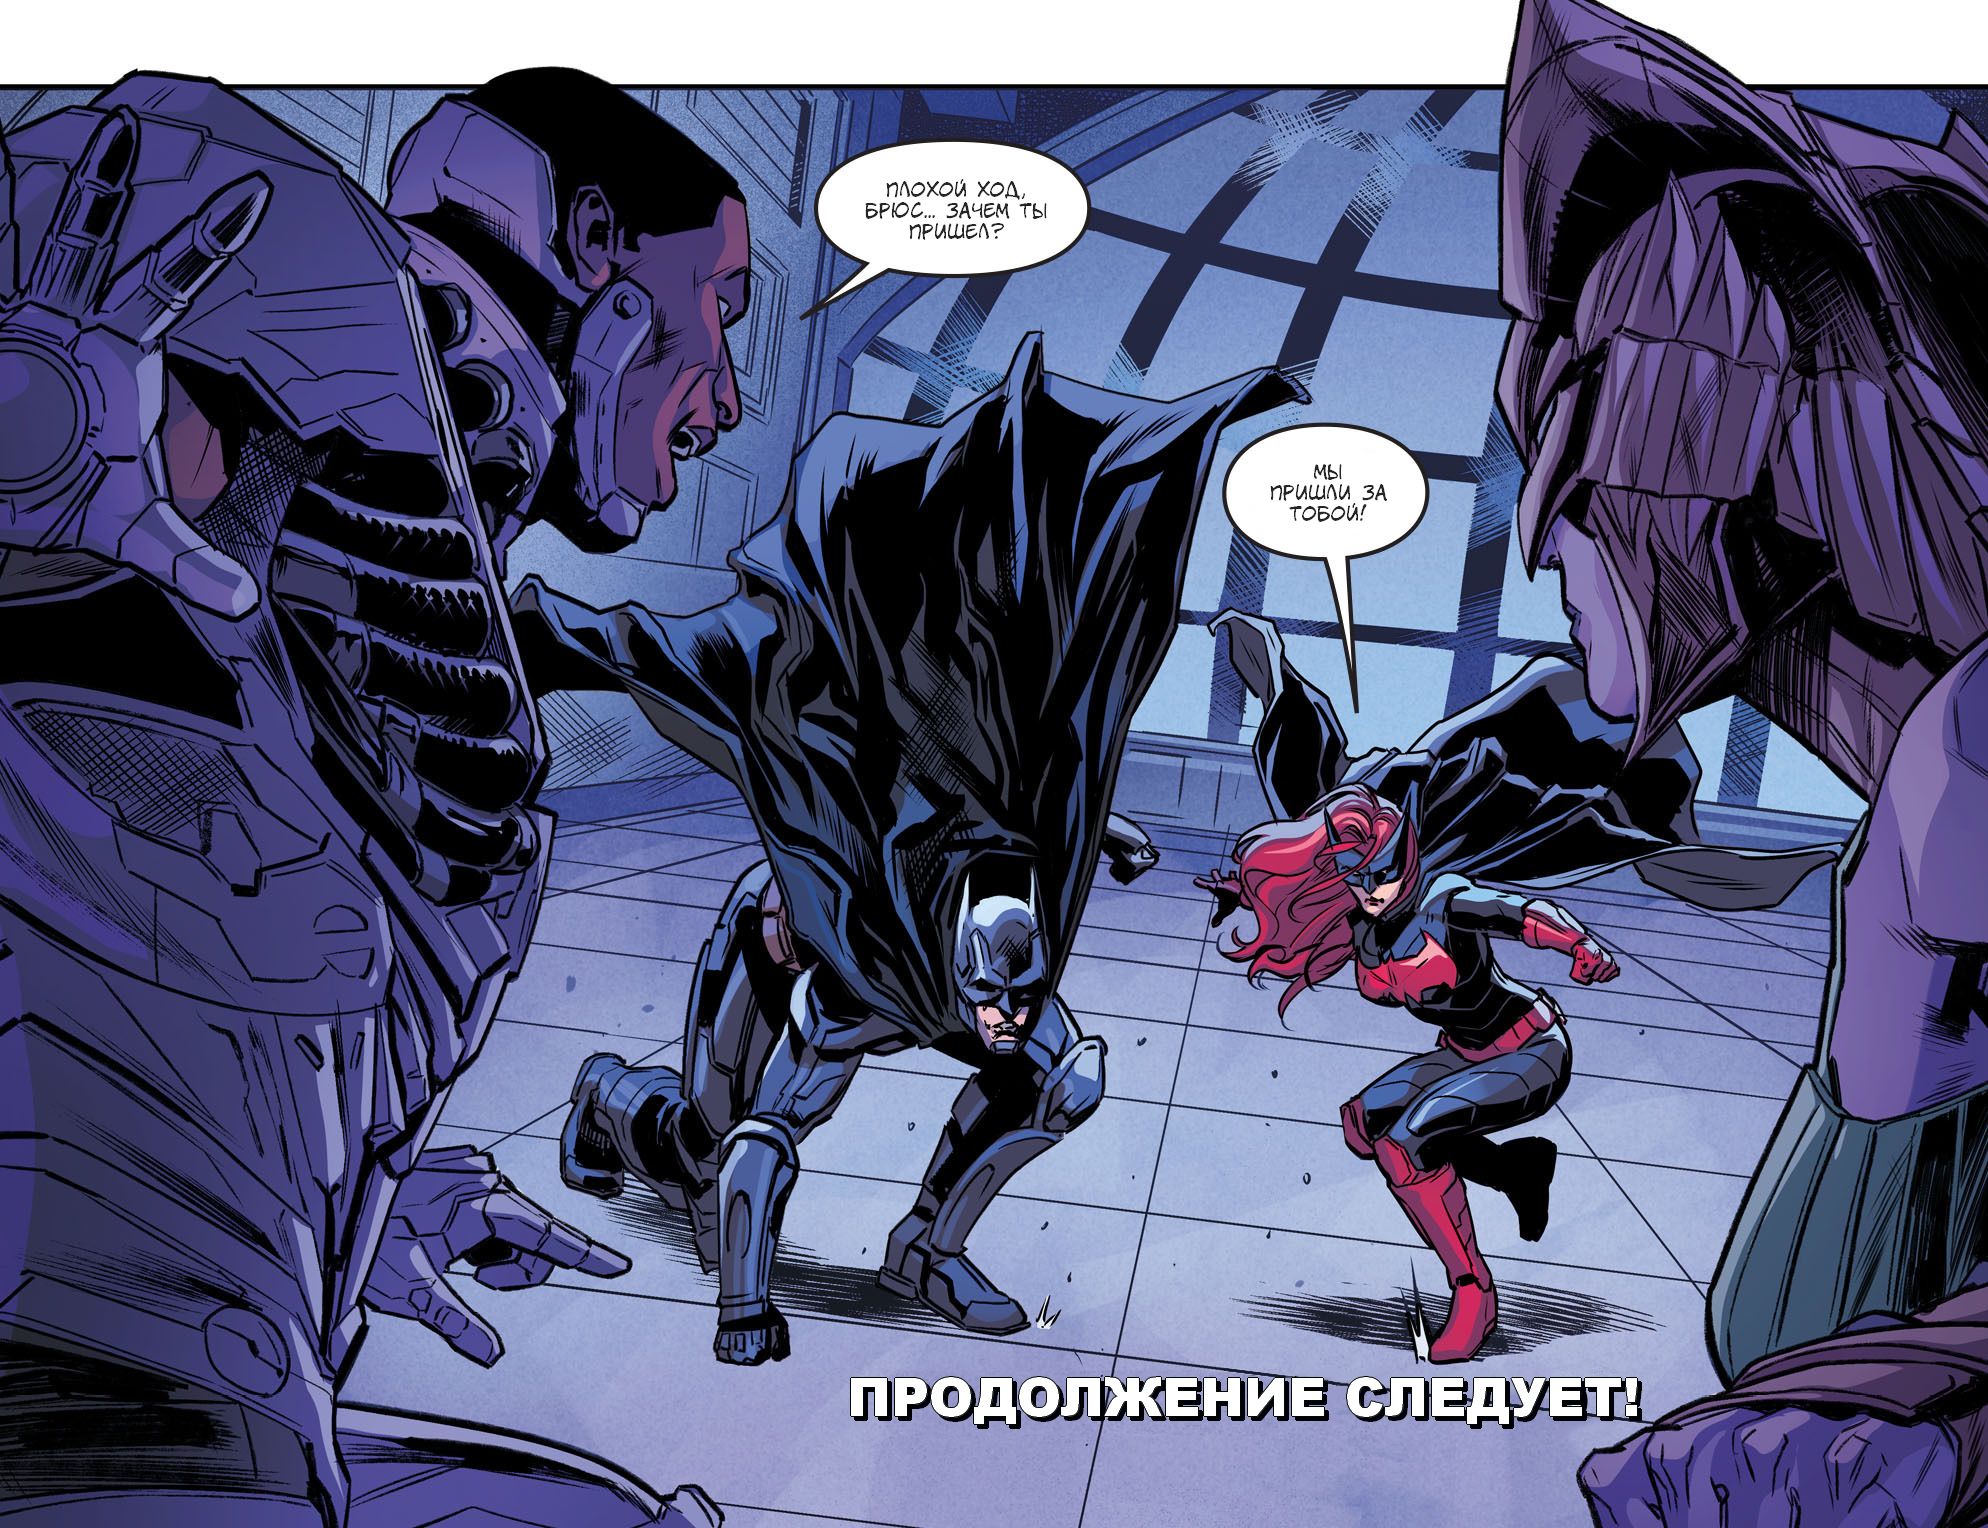 ПЛОХОЙ ХОД,
БРЮС... ЗАЧЕМ ТЫ
ПРИШЕЛ?
МЫ
ПРИШЛИ ЗА
ТОБОЙ!
ПРОДОЛЖЕНИЕ СЛЕДУЕТ!